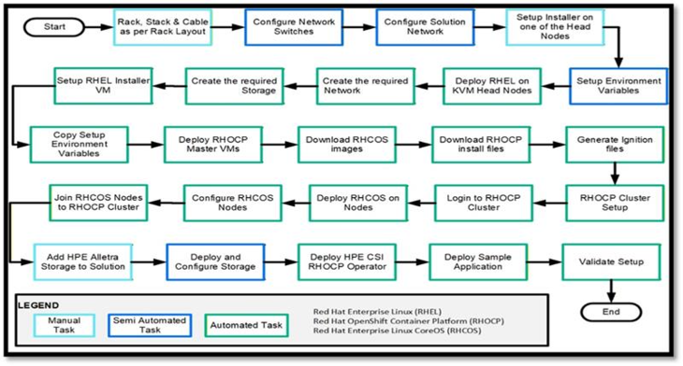 Start
Rack, Stack & Cable
as per Rack Layout
Configure Network
Switches
Configure Solution
Network
Setup Installer on
one of the Head
Nodes
Setup RHEL Installer
VM
Create the required
Storage
Create the required
Network
Deploy RHEL on
KVM Head Nodes
Setup Environment
Variables
Copy Setup
Environment
Variables
Deploy RHOCP
Master VMs
Download RHCOS
images
Download RHOCP
install files
Generate Ignition
files
Join RHCOS Nodes
to RHOCP Cluster
Configure RHCOS
Nodes
Deploy RHCOS on
Nodes
Login to RHOCP
Cluster
RHOCP Cluster
Setup
Add HPE Alletra
Storage to Solution
Deploy and
Configure Storage
Deploy HPE CSI
RHOCP Operator
Deploy Sample
Application
Validate Setup
End
LEGEND
Manual
Task
Semi Automated
Task
Automated Task
Red Hat Enterprise Linux (RHEL)
Red Hat OpenShift Container Platform (RHOCP)
Red Hat Enterprise Linux CoreOS (RHCOS)